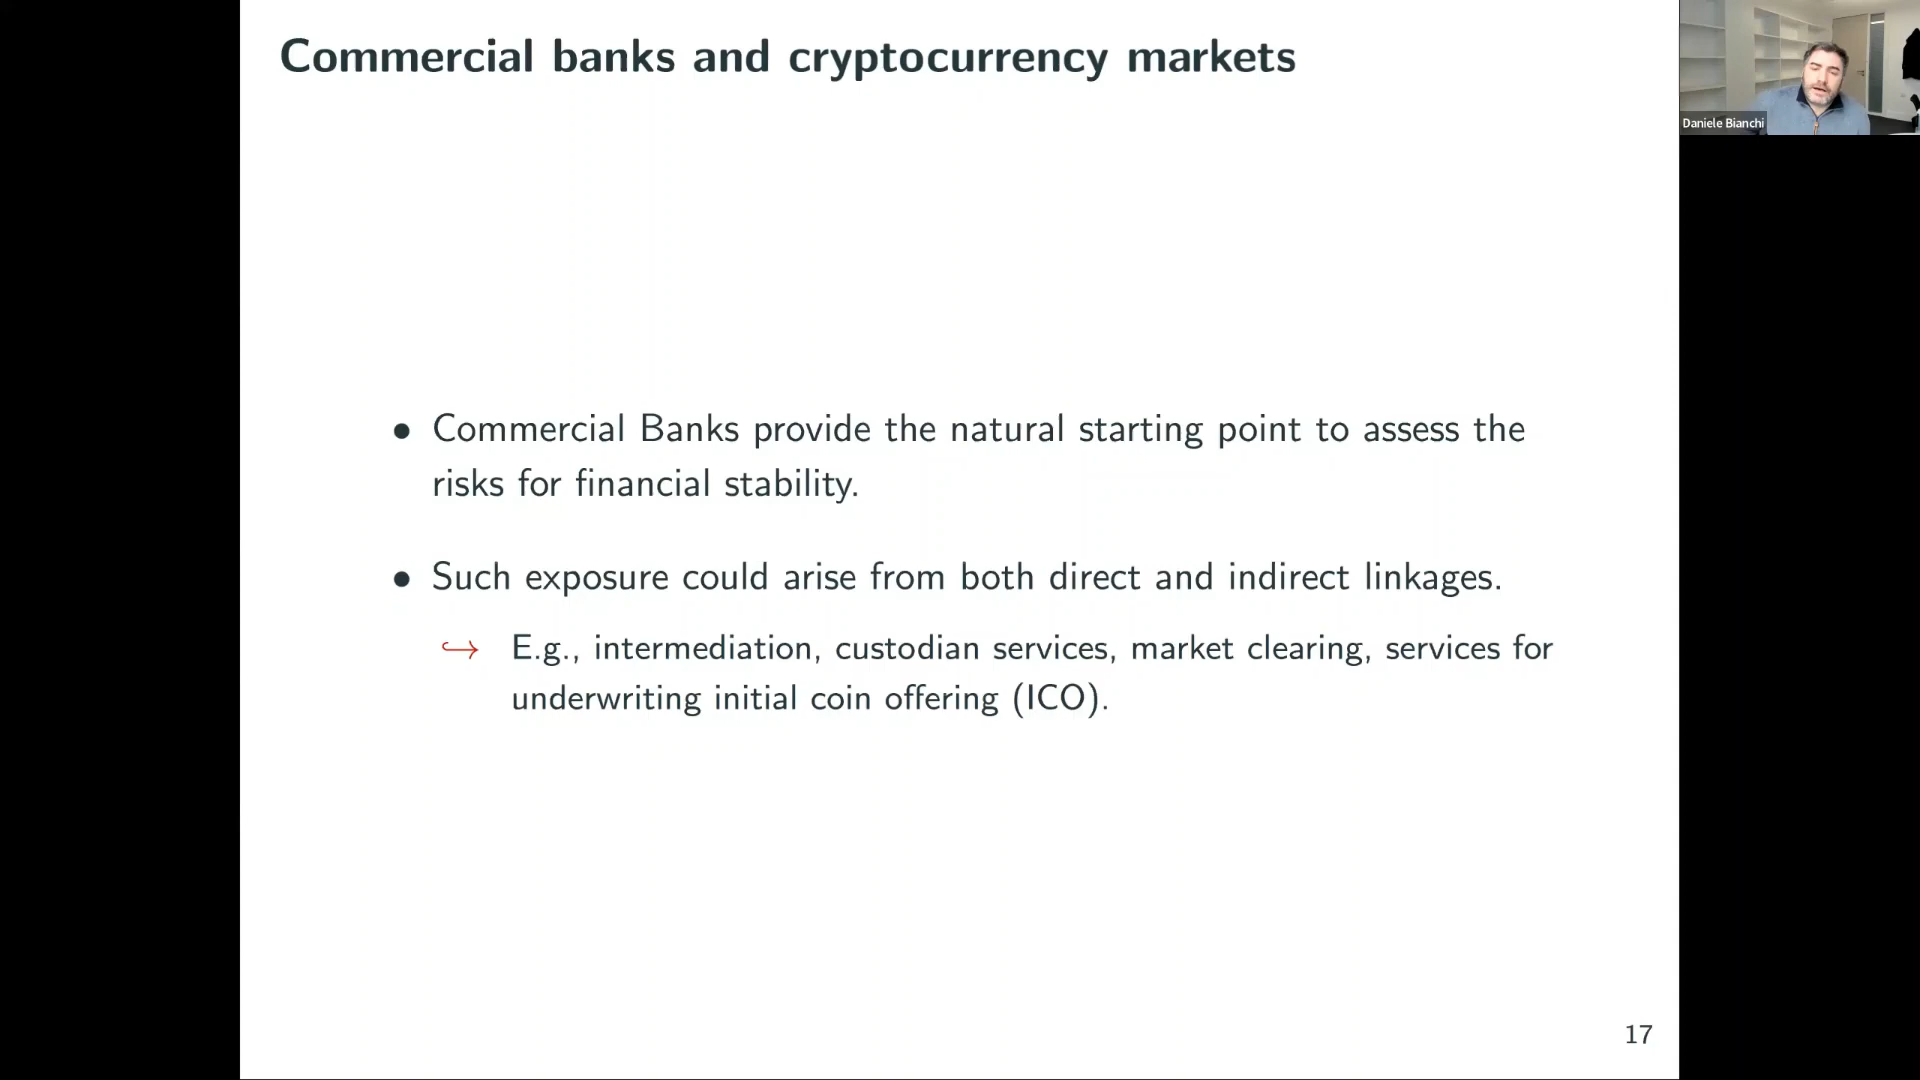 Commercial banks and cryptocurrency markets
Daniele Bianchi
• Commercial Banks provide the natural starting point to assess the
risks for financial stability.
• Such exposure could arise from both direct and indirect linkages.
↪ E.g., intermediation, custodian services, market clearing, services for
underwriting initial coin offering (ICO).
17